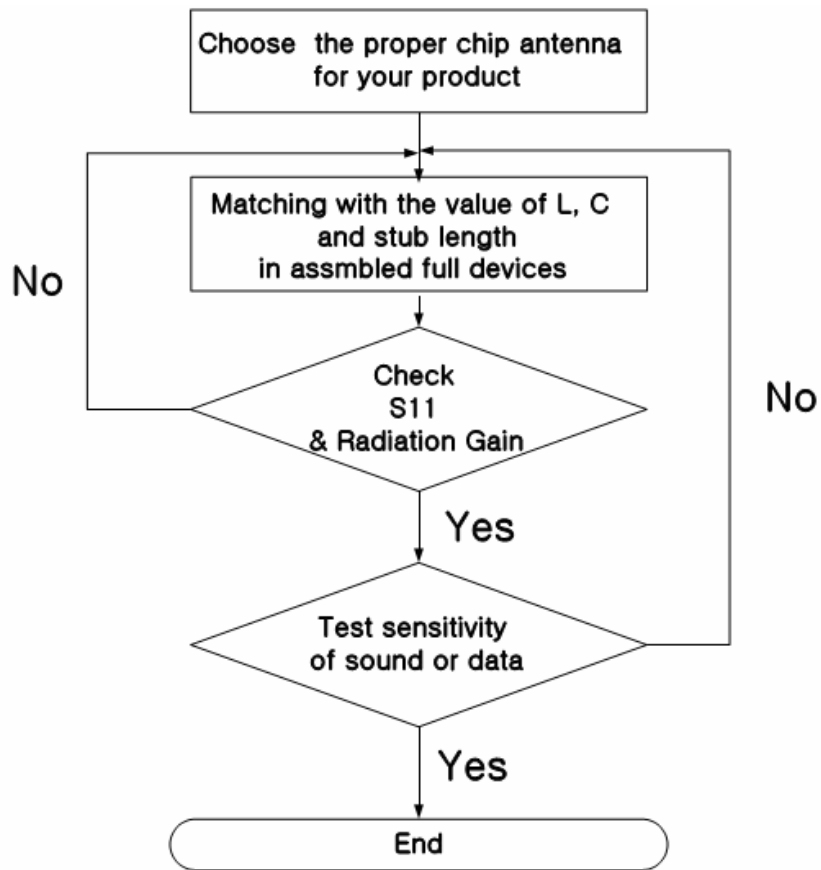 Choose the proper chip antenna
for your product
Matching with the value of L, C
and stub length
in assmbled full devices
No
Check
S11
& Radiation Gain
No
Yes
Test sensitivity
of sound or data
Yes
End